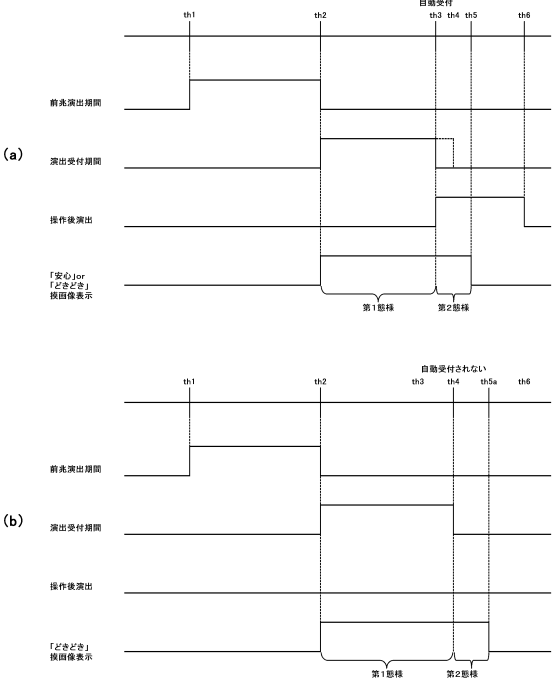 自動受付
th1 th2 th3 th4 th5 th6
前兆演出期間
(a)
演出受付期間
操作後演出
「安心」or
「どきどき」
換画像表示
第1態様 第2態様
自動受付されない
th1 th2 th3 th4 th5a th6
前兆演出期間
(b)
演出受付期間
操作後演出
「どきどき」
換画像表示
第1態様 第2態様